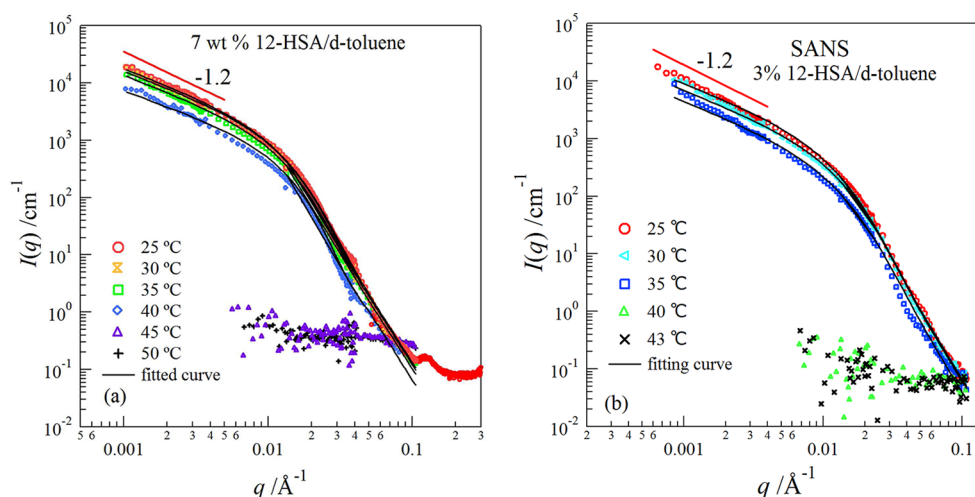 7 wt % 12-HSA/d-toluene
-1.2
10^5
10^4
10^3
10^2
10^1
10^0
10^-1
10^-2
I(q) /cm^-1
25 ºC
30 ºC
35 ºC
40 ºC
45 ºC
50 ºC
fitted curve
(a)
5 6 2 3 4 5 6 2 3 4 5 6 2 3
0.001 0.01 0.1
q /Å^-1
SANS
3% 12-HSA/d-toluene
-1.2
10^5
10^4
10^3
10^2
10^1
10^0
10^-1
10^-2
I(q) /cm^-1
25 ℃
30 ℃
35 ℃
40 ℃
43 ℃
fitting curve
(b)
2 3 4 5 6 2 3 4 5 6 2 3 4 5 6
0.001 0.01 0.1
q /Å^-1